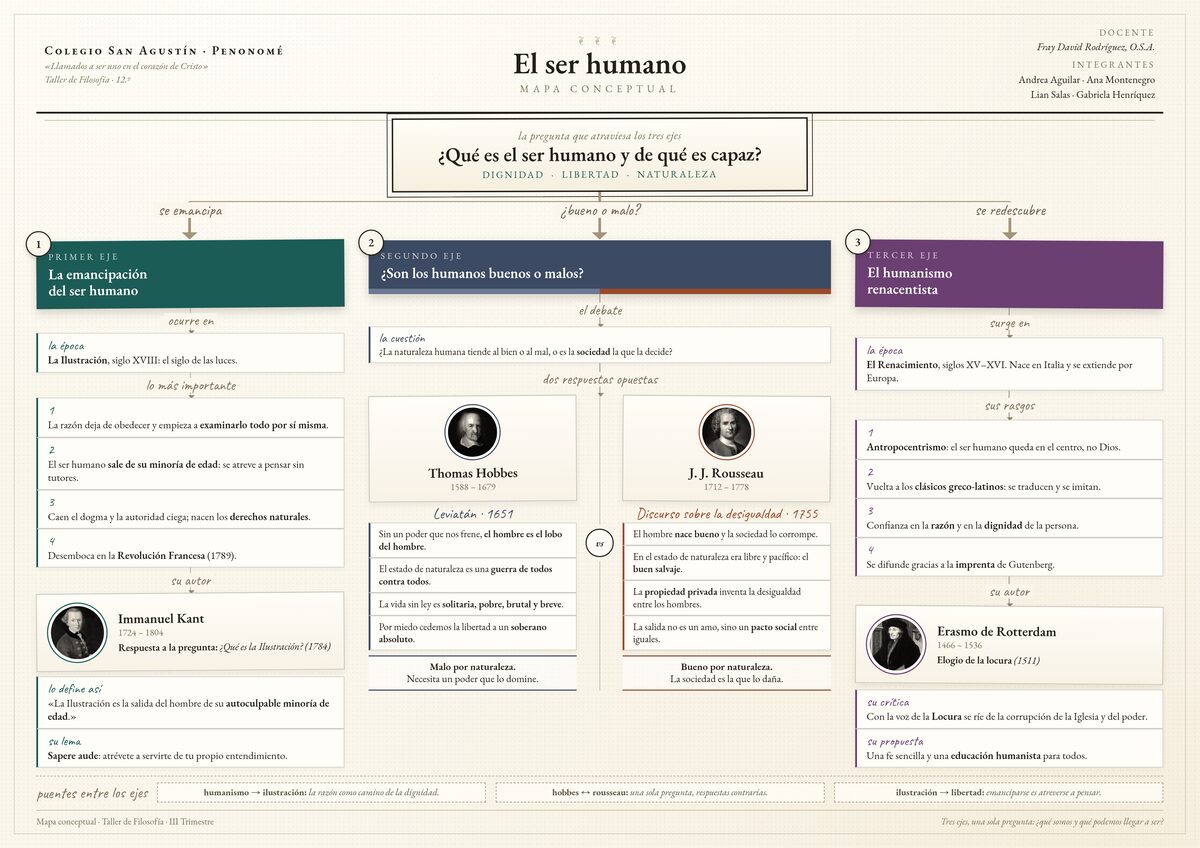 Colegio San Agustín · Penonomé
«Llamados a ser uno en el corazón de Cristo»
Taller de Filosofía · 12.º
El ser humano
MAPA CONCEPTUAL
DOCENTE
Fray David Rodríguez, O.S.A.
INTEGRANTES
Andrea Aguilar · Ana Montenegro
Lian Salas · Gabriela Henríquez
la pregunta que atraviesa los tres ejes
¿Qué es el ser humano y de qué es capaz?
DIGNIDAD · LIBERTAD · NATURALEZA
se emancipa
¿bueno o malo?
se redescubre
1
PRIMER EJE
La emancipación
del ser humano
ocurre en
la época
La Ilustración, siglo XVIII: el siglo de las luces.
lo más importante
1
La razón deja de obedecer y empieza a examinarlo todo por sí misma.
2
El ser humano sale de su minoría de edad: se atreve a pensar sin
tutores.
3
Caen el dogma y la autoridad ciega; nacen los derechos naturales.
4
Desemboca en la Revolución Francesa (1789).
su autor
Immanuel Kant
1724 – 1804
Respuesta a la pregunta: ¿Qué es la Ilustración? (1784)
lo define así
«La Ilustración es la salida del hombre de su autoculpable minoría de
edad.»
su lema
Sapere aude: atrévete a servirte de tu propio entendimiento.
2
SEGUNDO EJE
¿Son los humanos buenos o malos?
el debate
la cuestión
¿La naturaleza humana tiende al bien o al mal, o es la sociedad la que la decide?
dos respuestas opuestas
Thomas Hobbes
1588 – 1679
Leviatán · 1651
Sin un poder que nos frene, el hombre es el lobo
del hombre.
El estado de naturaleza es una guerra de todos
contra todos.
La vida sin ley es solitaria, pobre, brutal y breve.
Por miedo cedemos la libertad a un soberano
absoluto.
Malo por naturaleza.
Necesita un poder que lo domine.
vs
J. J. Rousseau
1712 – 1778
Discurso sobre la desigualdad · 1755
El hombre nace bueno y la sociedad lo corrompe.
En el estado de naturaleza era libre y pacífico: el
buen salvaje.
La propiedad privada inventa la desigualdad
entre los hombres.
La salida no es un amo, sino un pacto social entre
iguales.
Bueno por naturaleza.
La sociedad es la que lo daña.
3
TERCER EJE
El humanismo
renacentista
surge en
la época
El Renacimiento, siglos XV–XVI. Nace en Italia y se extiende por
Europa.
sus rasgos
1
Antropocentrismo: el ser humano queda en el centro, no Dios.
2
Vuelta a los clásicos greco-latinos: se traducen y se imitan.
3
Confianza en la razón y en la dignidad de la persona.
4
Se difunde gracias a la imprenta de Gutenberg.
su autor
Erasmo de Rotterdam
1466 – 1536
Elogio de la locura (1511)
su crítica
Con la voz de la Locura se ríe de la corrupción de la Iglesia y del poder.
su propuesta
Una fe sencilla y una educación humanista para todos.
puentes entre los ejes
humanismo → ilustración: la razón como camino de la dignidad.
hobbes ↔ rousseau: una sola pregunta, respuestas contrarias.
ilustración → libertad: emanciparse es atreverse a pensar.
Mapa conceptual · Taller de Filosofía · III Trimestre
Tres ejes, una sola pregunta: ¿qué somos y qué podemos llegar a ser?